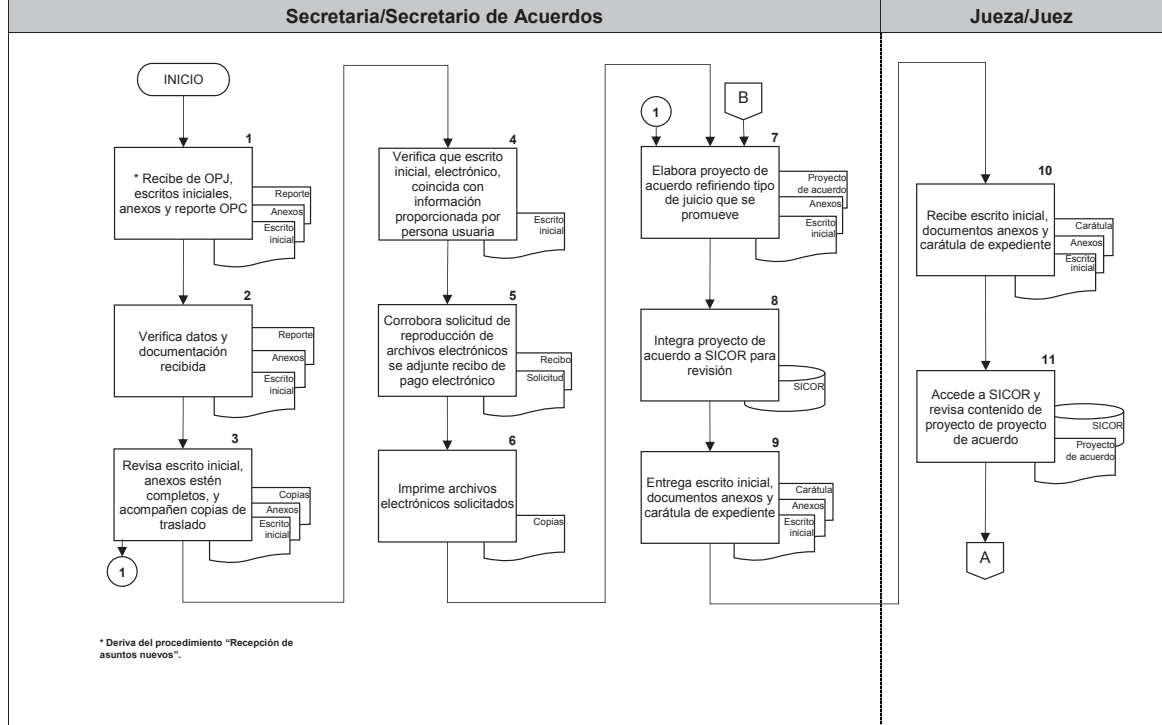 Secretaria/Secretario de Acuerdos
Jueza/Juez
INICIO
1
* Recibe de OPJ,
escritos iniciales,
anexos y reporte OPC
Reporte
Anexos
Escrito
inicial
2
Verifica datos y
documentación
recibida
Reporte
Anexos
Escrito
inicial
3
Revisa escrito inicial,
anexos estén
completos, y
acompañen copias de
traslado
Copias
Anexos
Escrito
inicial
1
4
Verifica que escrito
inicial, electrónico,
coincida con
información
proporcionada por
persona usuaria
Escrito
inicial
5
Corrobora solicitud de
reproducción de
archivos electrónicos
se adjunte recibo de
pago electrónico
Recibo
Solicitud
6
Imprime archivos
electrónicos solicitados
Copias
1
B
7
Elabora proyecto de
acuerdo refiriendo tipo
de juicio que se
promueve
Proyecto
de acuerdo
Anexos
Escrito
inicial
8
Integra proyecto de
acuerdo a SICOR para
revisión
SICOR
9
Entrega escrito inicial,
documentos anexos y
carátula de expediente
Carátula
Anexos
Escrito
inicial
10
Recibe escrito inicial,
documentos anexos y
carátula de expediente
Carátula
Anexos
Escrito
inicial
11
Accede a SICOR y
revisa contenido de
proyecto de proyecto
de acuerdo
SICOR
Proyecto
de acuerdo
A
* Deriva del procedimiento “Recepción de
asuntos nuevos”.